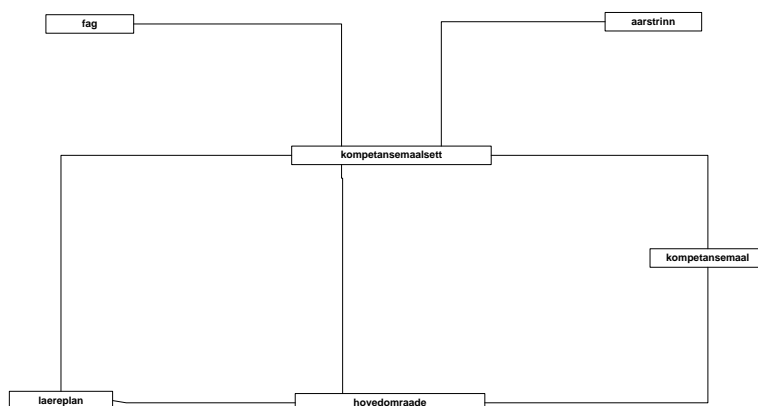 fag
aarstrinn
kompetansemaalsett
kompetansemaal
laereplan
hovedomraade